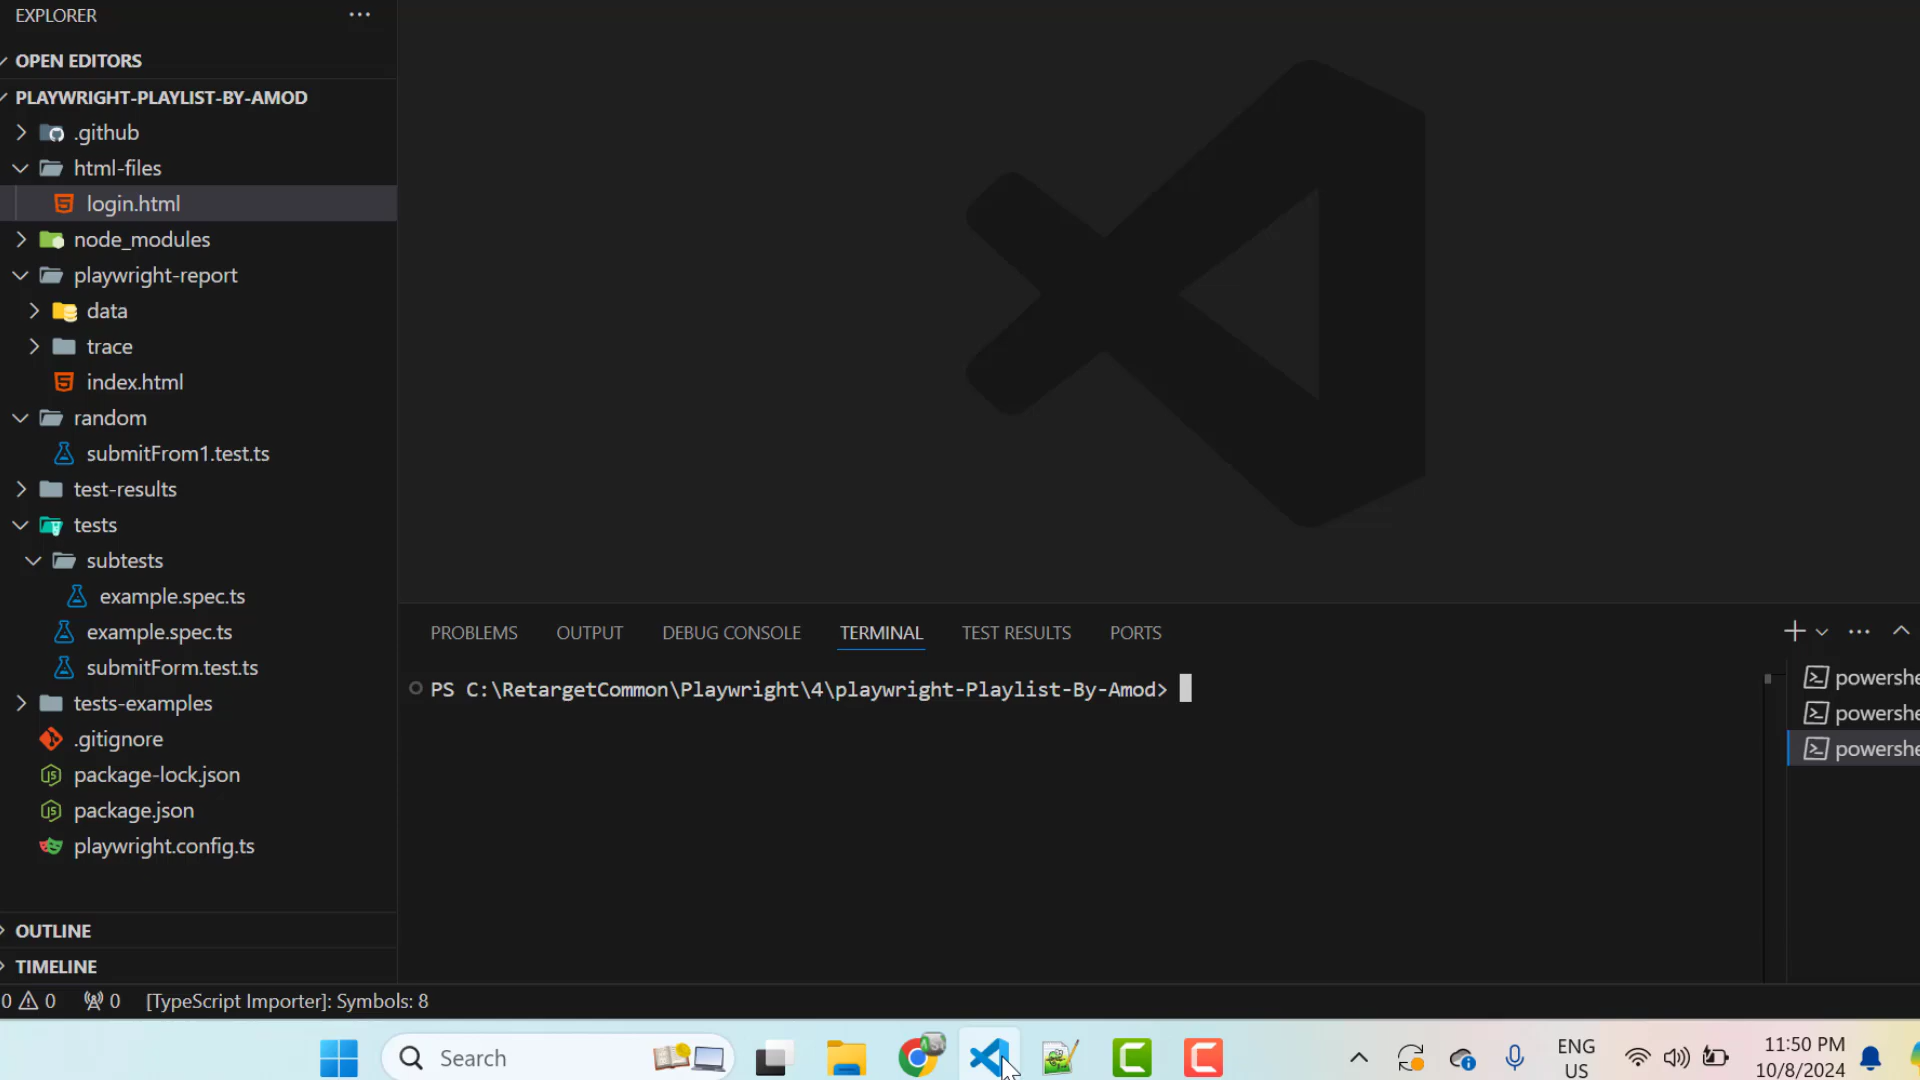 EXPLORER
OPEN EDITORS
PLAYWRIGHT-PLAYLIST-BY-AMOD
.github
html-files
login.html
node_modules
playwright-report
data
trace
index.html
random
submitFrom1.test.ts
test-results
tests
subtests
example.spec.ts
example.spec.ts
submitForm.test.ts
tests-examples
.gitignore
package-lock.json
package.json
playwright.config.ts
OUTLINE
TIMELINE
PROBLEMS OUTPUT DEBUG CONSOLE TERMINAL TEST RESULTS PORTS
PS C:\RetargetCommon\Playwright\4\playwright-Playlist-By-Amod>
powershe
powershe
powershe
0 0 0 [TypeScript Importer]: Symbols: 8
Search
ENG
US
11:50 PM
10/8/2024